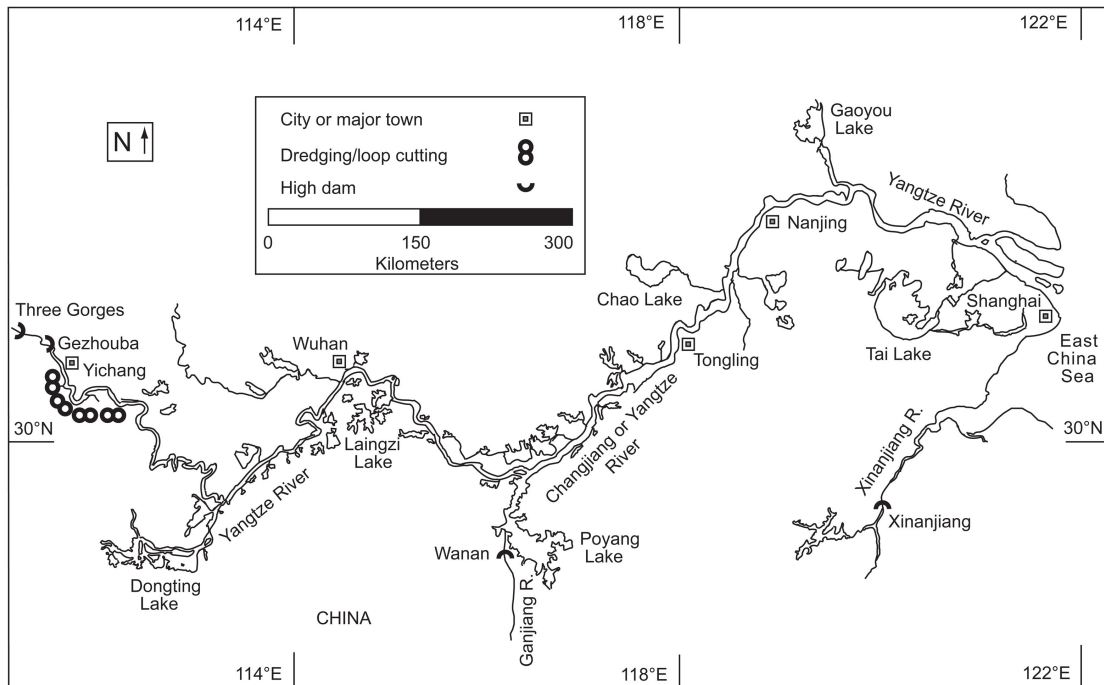 114°E
118°E
122°E
N
City or major town
Dredging/loop cutting
High dam
0
150
300
Kilometers
Gaoyou
Lake
Yangtze River
Nanjing
Chao Lake
Shanghai
Three Gorges
Gezhouba
Yichang
Wuhan
Tongling
Tai Lake
East
China
Sea
30°N
Laingzi
Lake
Changjiang or Yangtze
River
30°N
Yangtze River
Xinanjiang R.
Xinanjiang
Wanan
Poyang
Lake
Dongting
Lake
Ganjiang R.
CHINA
114°E
118°E
122°E